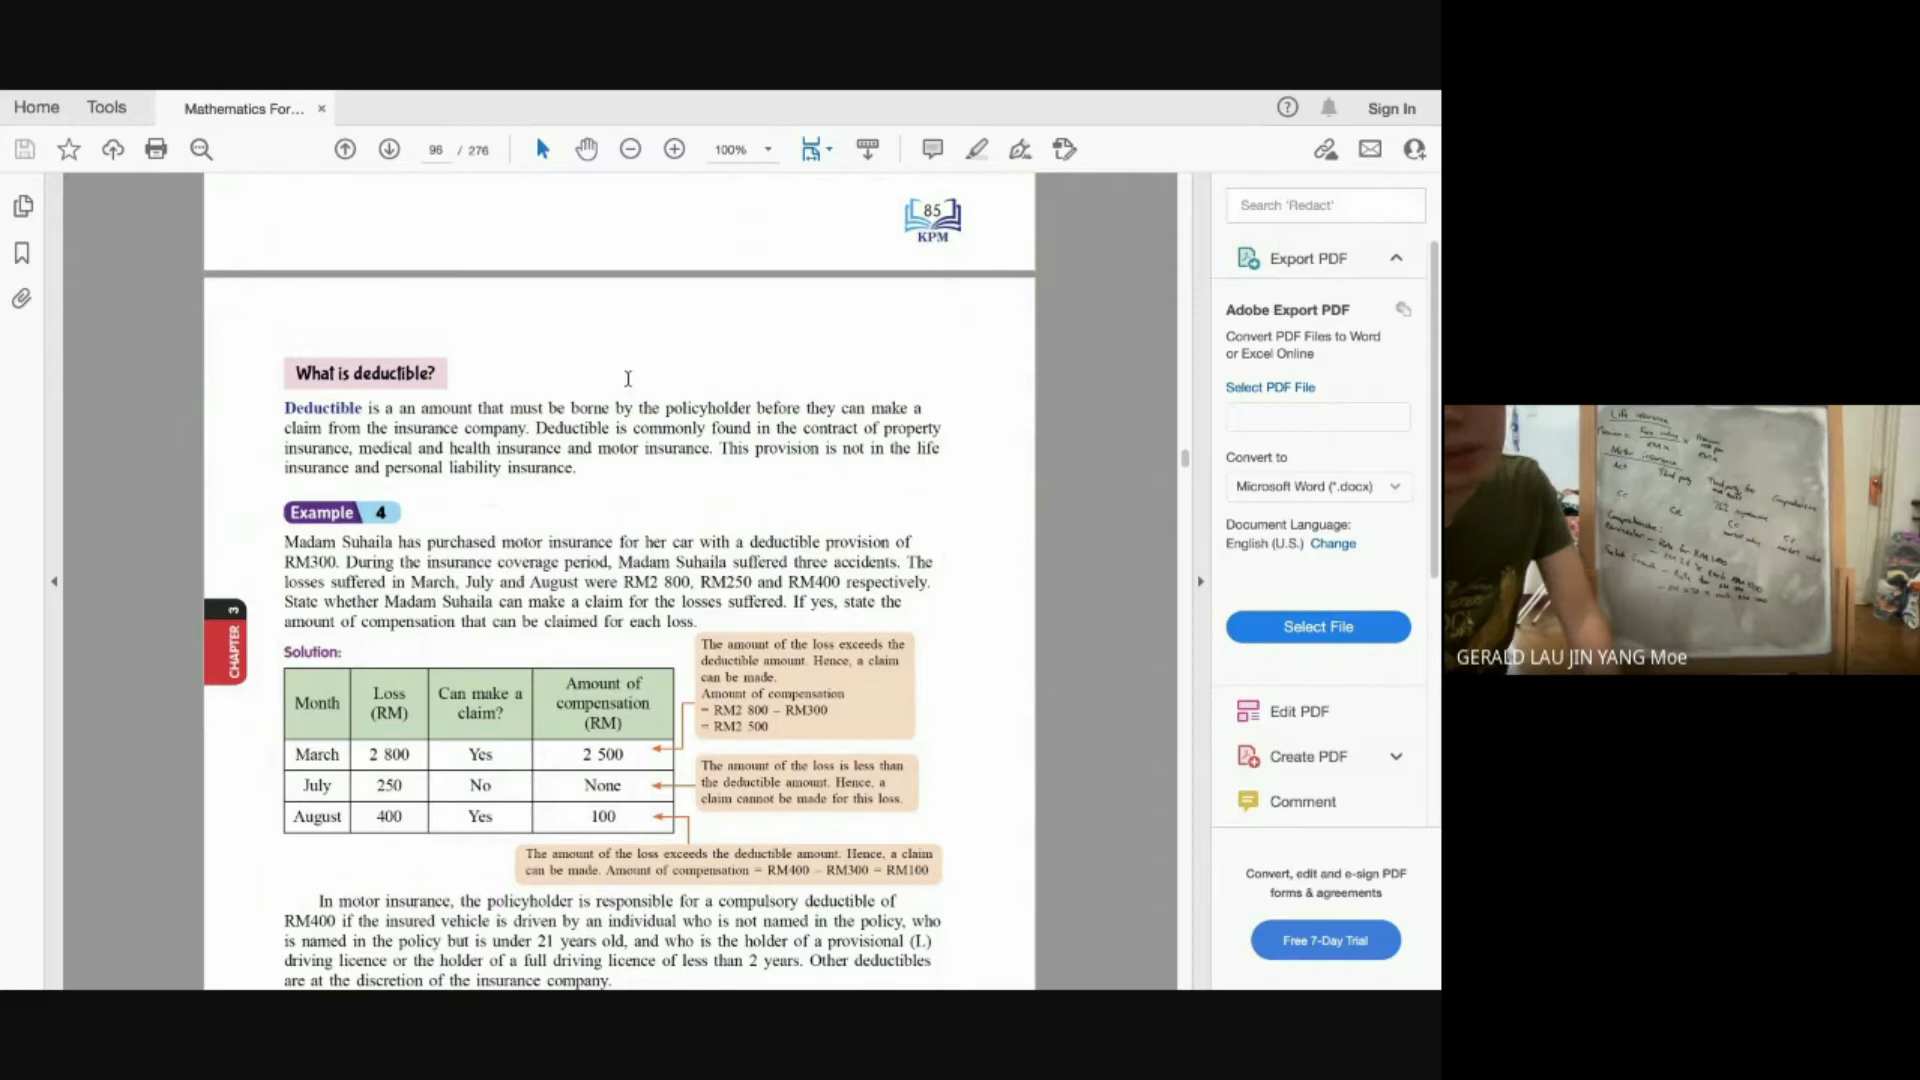 Home
Tools
Mathematics For...
Sign In
96 / 276
100%
85
KPM
What is deductible?
Deductible is a an amount that must be borne by the policyholder before they can make a
claim from the insurance company. Deductible is commonly found in the contract of property
insurance, medical and health insurance and motor insurance. This provision is not in the life
insurance and personal liability insurance.
Example 4
Madam Suhaila has purchased motor insurance for her car with a deductible provision of
RM300. During the insurance coverage period, Madam Suhaila suffered three accidents. The
losses suffered in March, July and August were RM2 800, RM250 and RM400 respectively.
State whether Madam Suhaila can make a claim for the losses suffered. If yes, state the
amount of compensation that can be claimed for each loss.
CHAPTER 3
Solution:
Month
Loss
(RM)
Can make a
claim?
Amount of
compensation
(RM)
March
2 800
Yes
2 500
July
250
No
None
August
400
Yes
100
The amount of the loss exceeds the
deductible amount. Hence, a claim
can be made.
Amount of compensation
= RM2 800 – RM300
= RM2 500
The amount of the loss is less than
the deductible amount. Hence, a
claim cannot be made for this loss.
The amount of the loss exceeds the deductible amount. Hence, a claim
can be made. Amount of compensation = RM400 – RM300 = RM100
In motor insurance, the policyholder is responsible for a compulsory deductible of
RM400 if the insured vehicle is driven by an individual who is not named in the policy, who
is named in the policy but is under 21 years old, and who is the holder of a provisional (L)
driving licence or the holder of a full driving licence of less than 2 years. Other deductibles
are at the discretion of the insurance company.
Search 'Redact'
Export PDF
Adobe Export PDF
Convert PDF Files to Word
or Excel Online
Select PDF File
Convert to
Microsoft Word (*.docx)
Document Language:
English (U.S.) Change
Select File
Edit PDF
Create PDF
Comment
Convert, edit and e-sign PDF
forms & agreements
Free 7-Day Trial
Life insurance
Motor insurance
Act
Third party
Comprehensive
GERALD LAU JIN YANG Moe